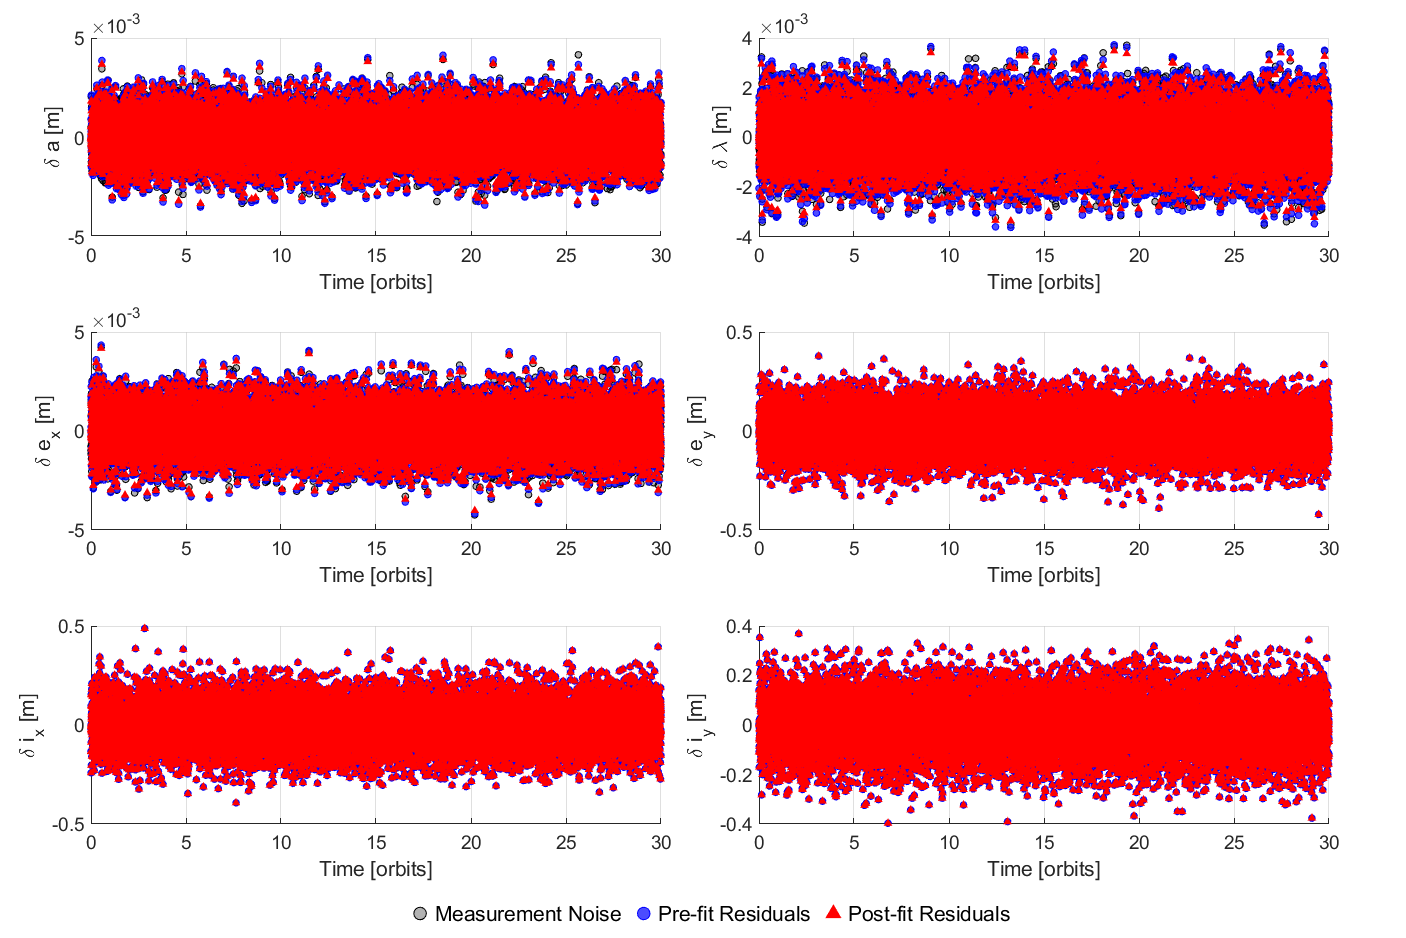 ×10-3
5
0
-5
δ a [m]
0 5 10 15 20 25 30
Time [orbits]
×10-3
4
2
0
-2
-4
δ λ [m]
0 5 10 15 20 25 30
Time [orbits]
×10-3
5
0
-5
δ ex [m]
0 5 10 15 20 25 30
Time [orbits]
0.5
0
-0.5
δ ey [m]
0 5 10 15 20 25 30
Time [orbits]
0.5
0
-0.5
δ ix [m]
0 5 10 15 20 25 30
Time [orbits]
0.4
0.2
0
-0.2
-0.4
δ iy [m]
0 5 10 15 20 25 30
Time [orbits]
Measurement Noise Pre-fit Residuals Post-fit Residuals